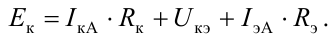 Eк = IкА · Rк + Uкэ + IэА · Rэ .